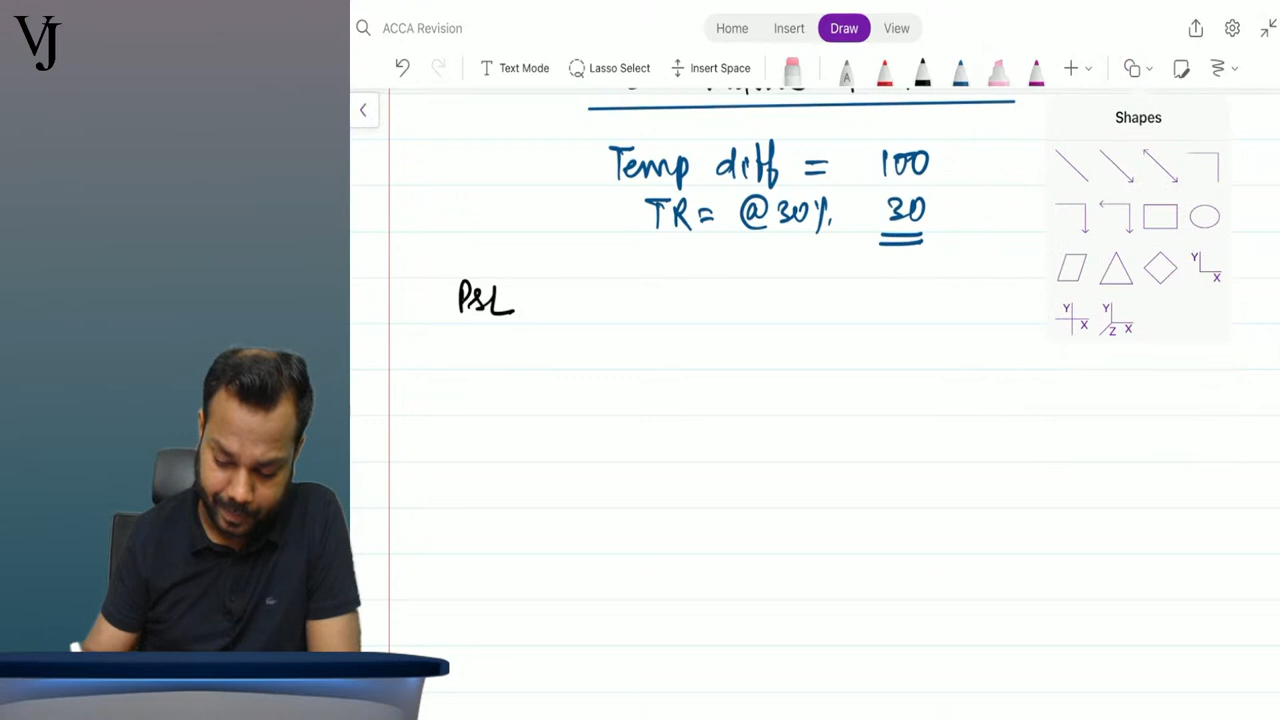 VJ
ACCA Revision
Home Insert Draw View
Text Mode Lasso Select Insert Space
A
Shapes
Temp diff = 100
TR = @ 30% 30
P&L
Y X
Y X
Y Z X